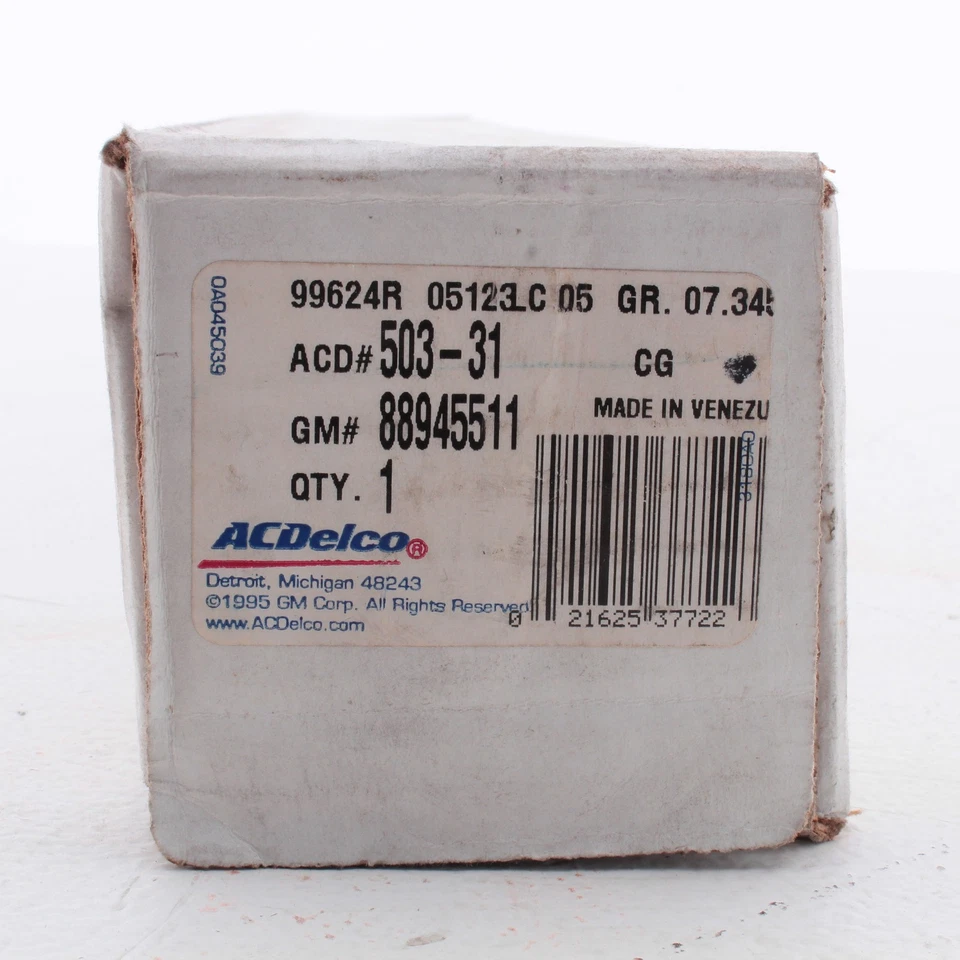 99624R 05123LC 05 GR. 07.345
ACD# 503-31
CG
GM# 88945511
MADE IN VENEZU
QTY. 1
ACDelco®
Detroit, Michigan 48243
©1995 GM Corp. All Rights Reserved
www.ACDelco.com
0 21625 37722
0A045039